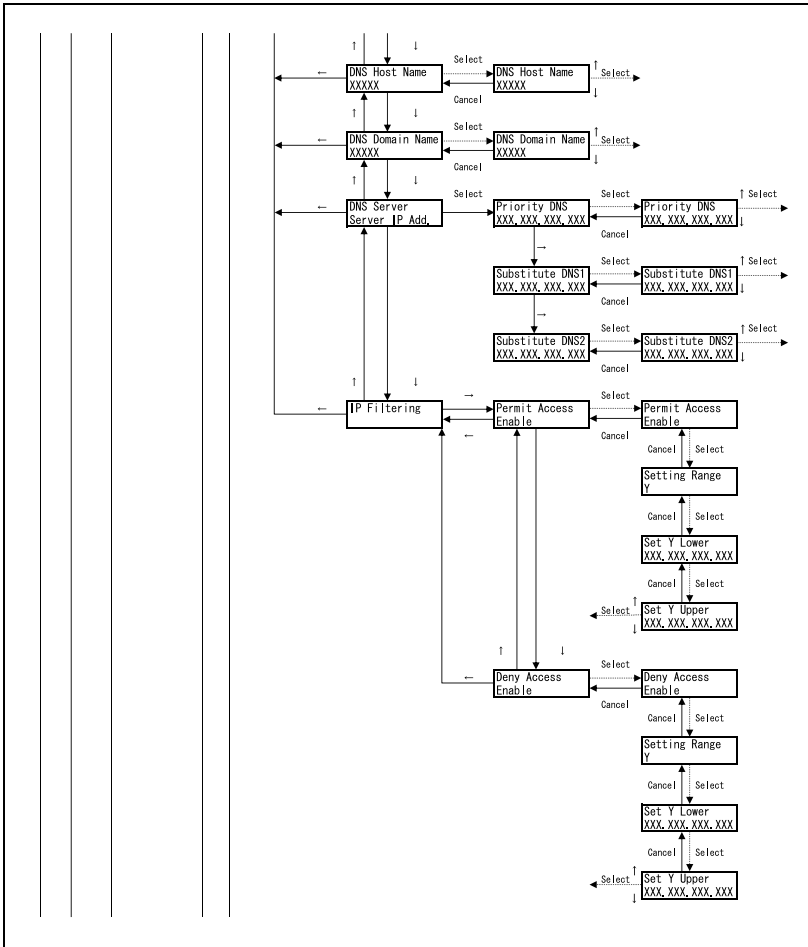 ↑ ↓
Select
← DNS Host Name DNS Host Name ↑ Select
XXXXX XXXXX ↓
Cancel
↑ ↓
Select
← DNS Domain Name DNS Domain Name ↑ Select
XXXXX XXXXX ↓
Cancel
↑ ↓
Select Select ↑ Select
← DNS Server Priority DNS Priority DNS
Server IP Add. XXX.XXX.XXX.XXX XXX.XXX.XXX.XXX ↓
Cancel
→
Select ↑ Select
Substitute DNS1 Substitute DNS1
XXX.XXX.XXX.XXX XXX.XXX.XXX.XXX ↓
Cancel
→
Select ↑ Select
Substitute DNS2 Substitute DNS2
XXX.XXX.XXX.XXX XXX.XXX.XXX.XXX ↓
Cancel
↑ ↓
→ Select
← IP Filtering Permit Access Permit Access
Enable Enable
← Cancel
Cancel Select
Setting Range
Y
Cancel Select
Set Y Lower
XXX.XXX.XXX.XXX
Cancel Select
Select ↑ Set Y Upper
↓ XXX.XXX.XXX.XXX
↑ ↓
Select
← Deny Access Deny Access
Enable Enable
Cancel
Cancel Select
Setting Range
Y
Cancel Select
Set Y Lower
XXX.XXX.XXX.XXX
Cancel Select
Select ↑ Set Y Upper
↓ XXX.XXX.XXX.XXX